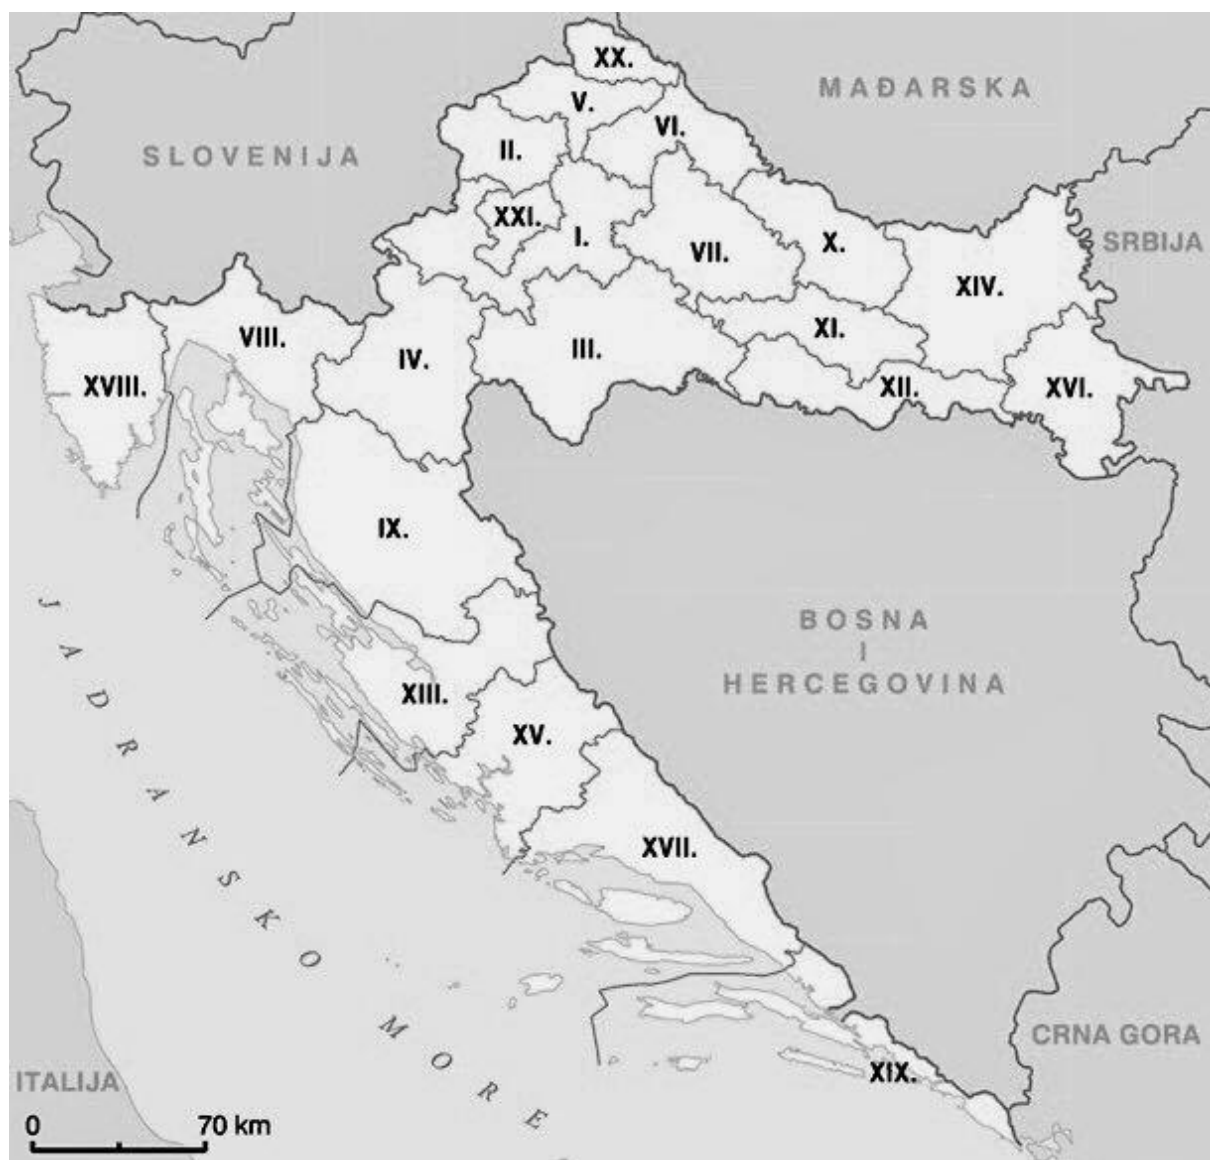 XX.
MAĐARSKA
V.
VI.
SLOVENIJA
II.
XXI.
I.
VII.
X.
SRBIJA
XIV.
VIII.
XI.
IV.
III.
XVIII.
XII.
XVI.
IX.
BOSNA
I
HERCEGOVINA
XIII.
XV.
XVII.
JADRANSKO MORE
CRNA GORA
XIX.
ITALIJA
0 70 km